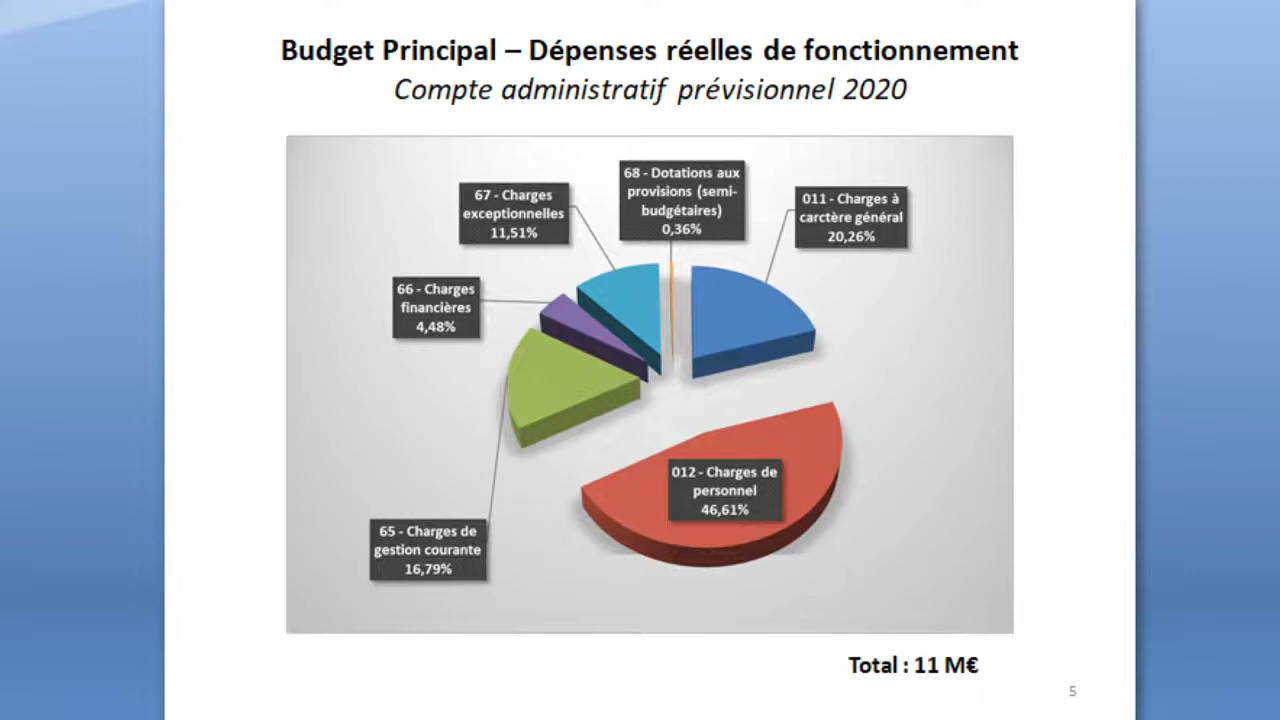 Budget Principal – Dépenses réelles de fonctionnement
Compte administratif prévisionnel 2020
68 - Dotations aux
provisions (semi-
budgétaires)
0,36%
67 - Charges
exceptionnelles
11,51%
011 - Charges à
carctère général
20,26%
66 - Charges
financières
4,48%
012 - Charges de
personnel
46,61%
65 - Charges de
gestion courante
16,79%
Total : 11 M€
5